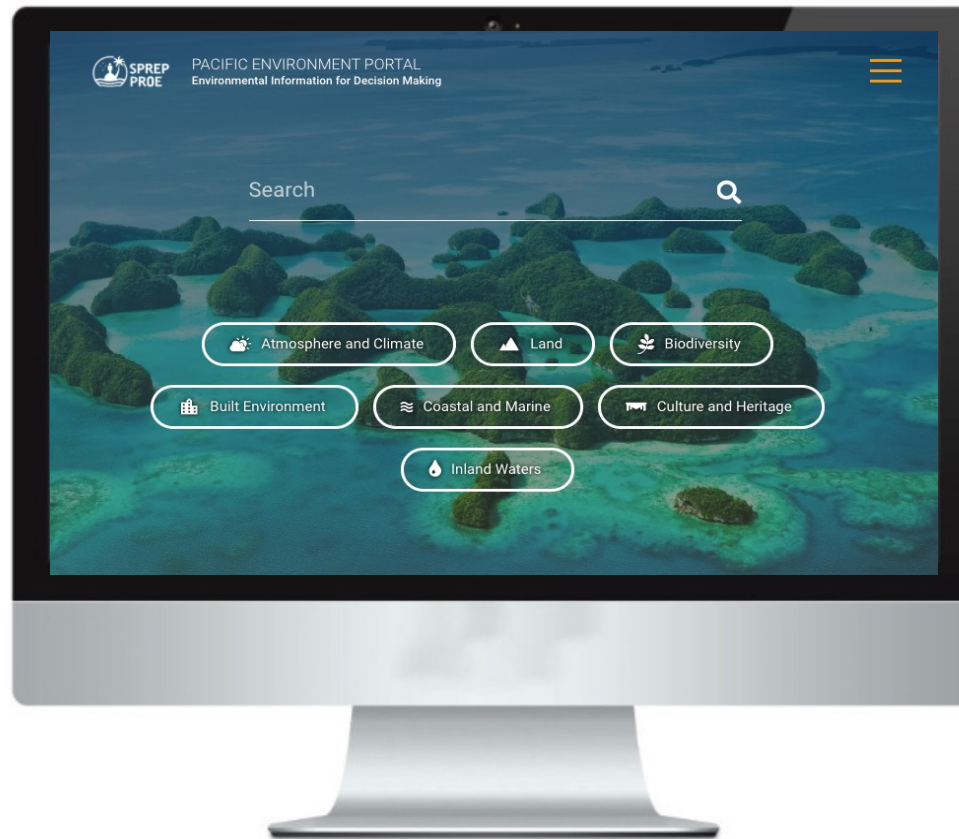 SPREP
PROE
PACIFIC ENVIRONMENT PORTAL
Environmental Information for Decision Making
Search
Atmosphere and Climate
Land
Biodiversity
Built Environment
Coastal and Marine
Culture and Heritage
Inland Waters